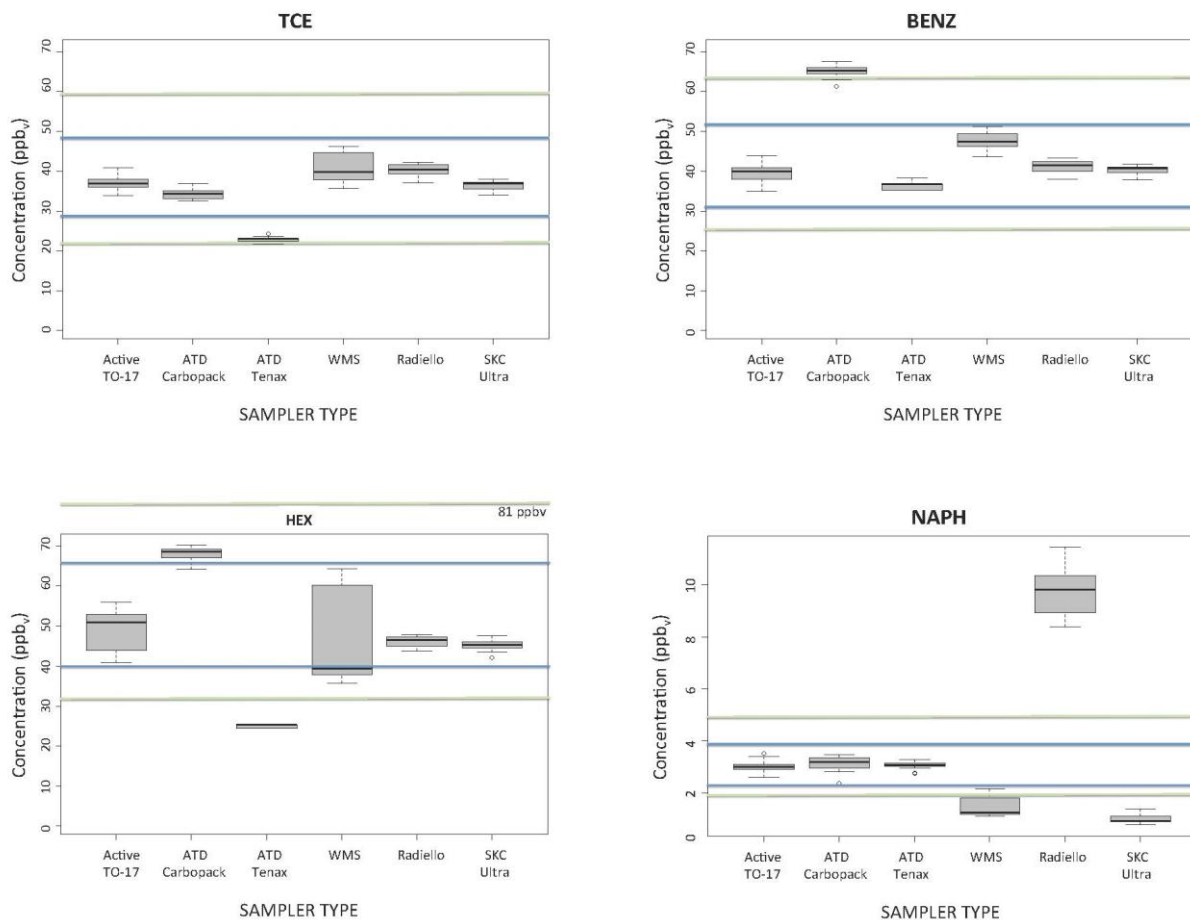 TCE
Concentration (ppbv)
70
60
50
40
30
20
10
0
Active TO-17
ATD Carbopack
ATD Tenax
WMS
Radiello
SKC Ultra
SAMPLER TYPE
BENZ
Concentration (ppbv)
70
60
50
40
30
20
10
0
Active TO-17
ATD Carbopack
ATD Tenax
WMS
Radiello
SKC Ultra
SAMPLER TYPE
81 ppbv
HEX
Concentration (ppbv)
70
60
50
40
30
20
10
0
Active TO-17
ATD Carbopack
ATD Tenax
WMS
Radiello
SKC Ultra
SAMPLER TYPE
NAPH
Concentration (ppbv)
10
8
6
4
2
0
Active TO-17
ATD Carbopack
ATD Tenax
WMS
Radiello
SKC Ultra
SAMPLER TYPE